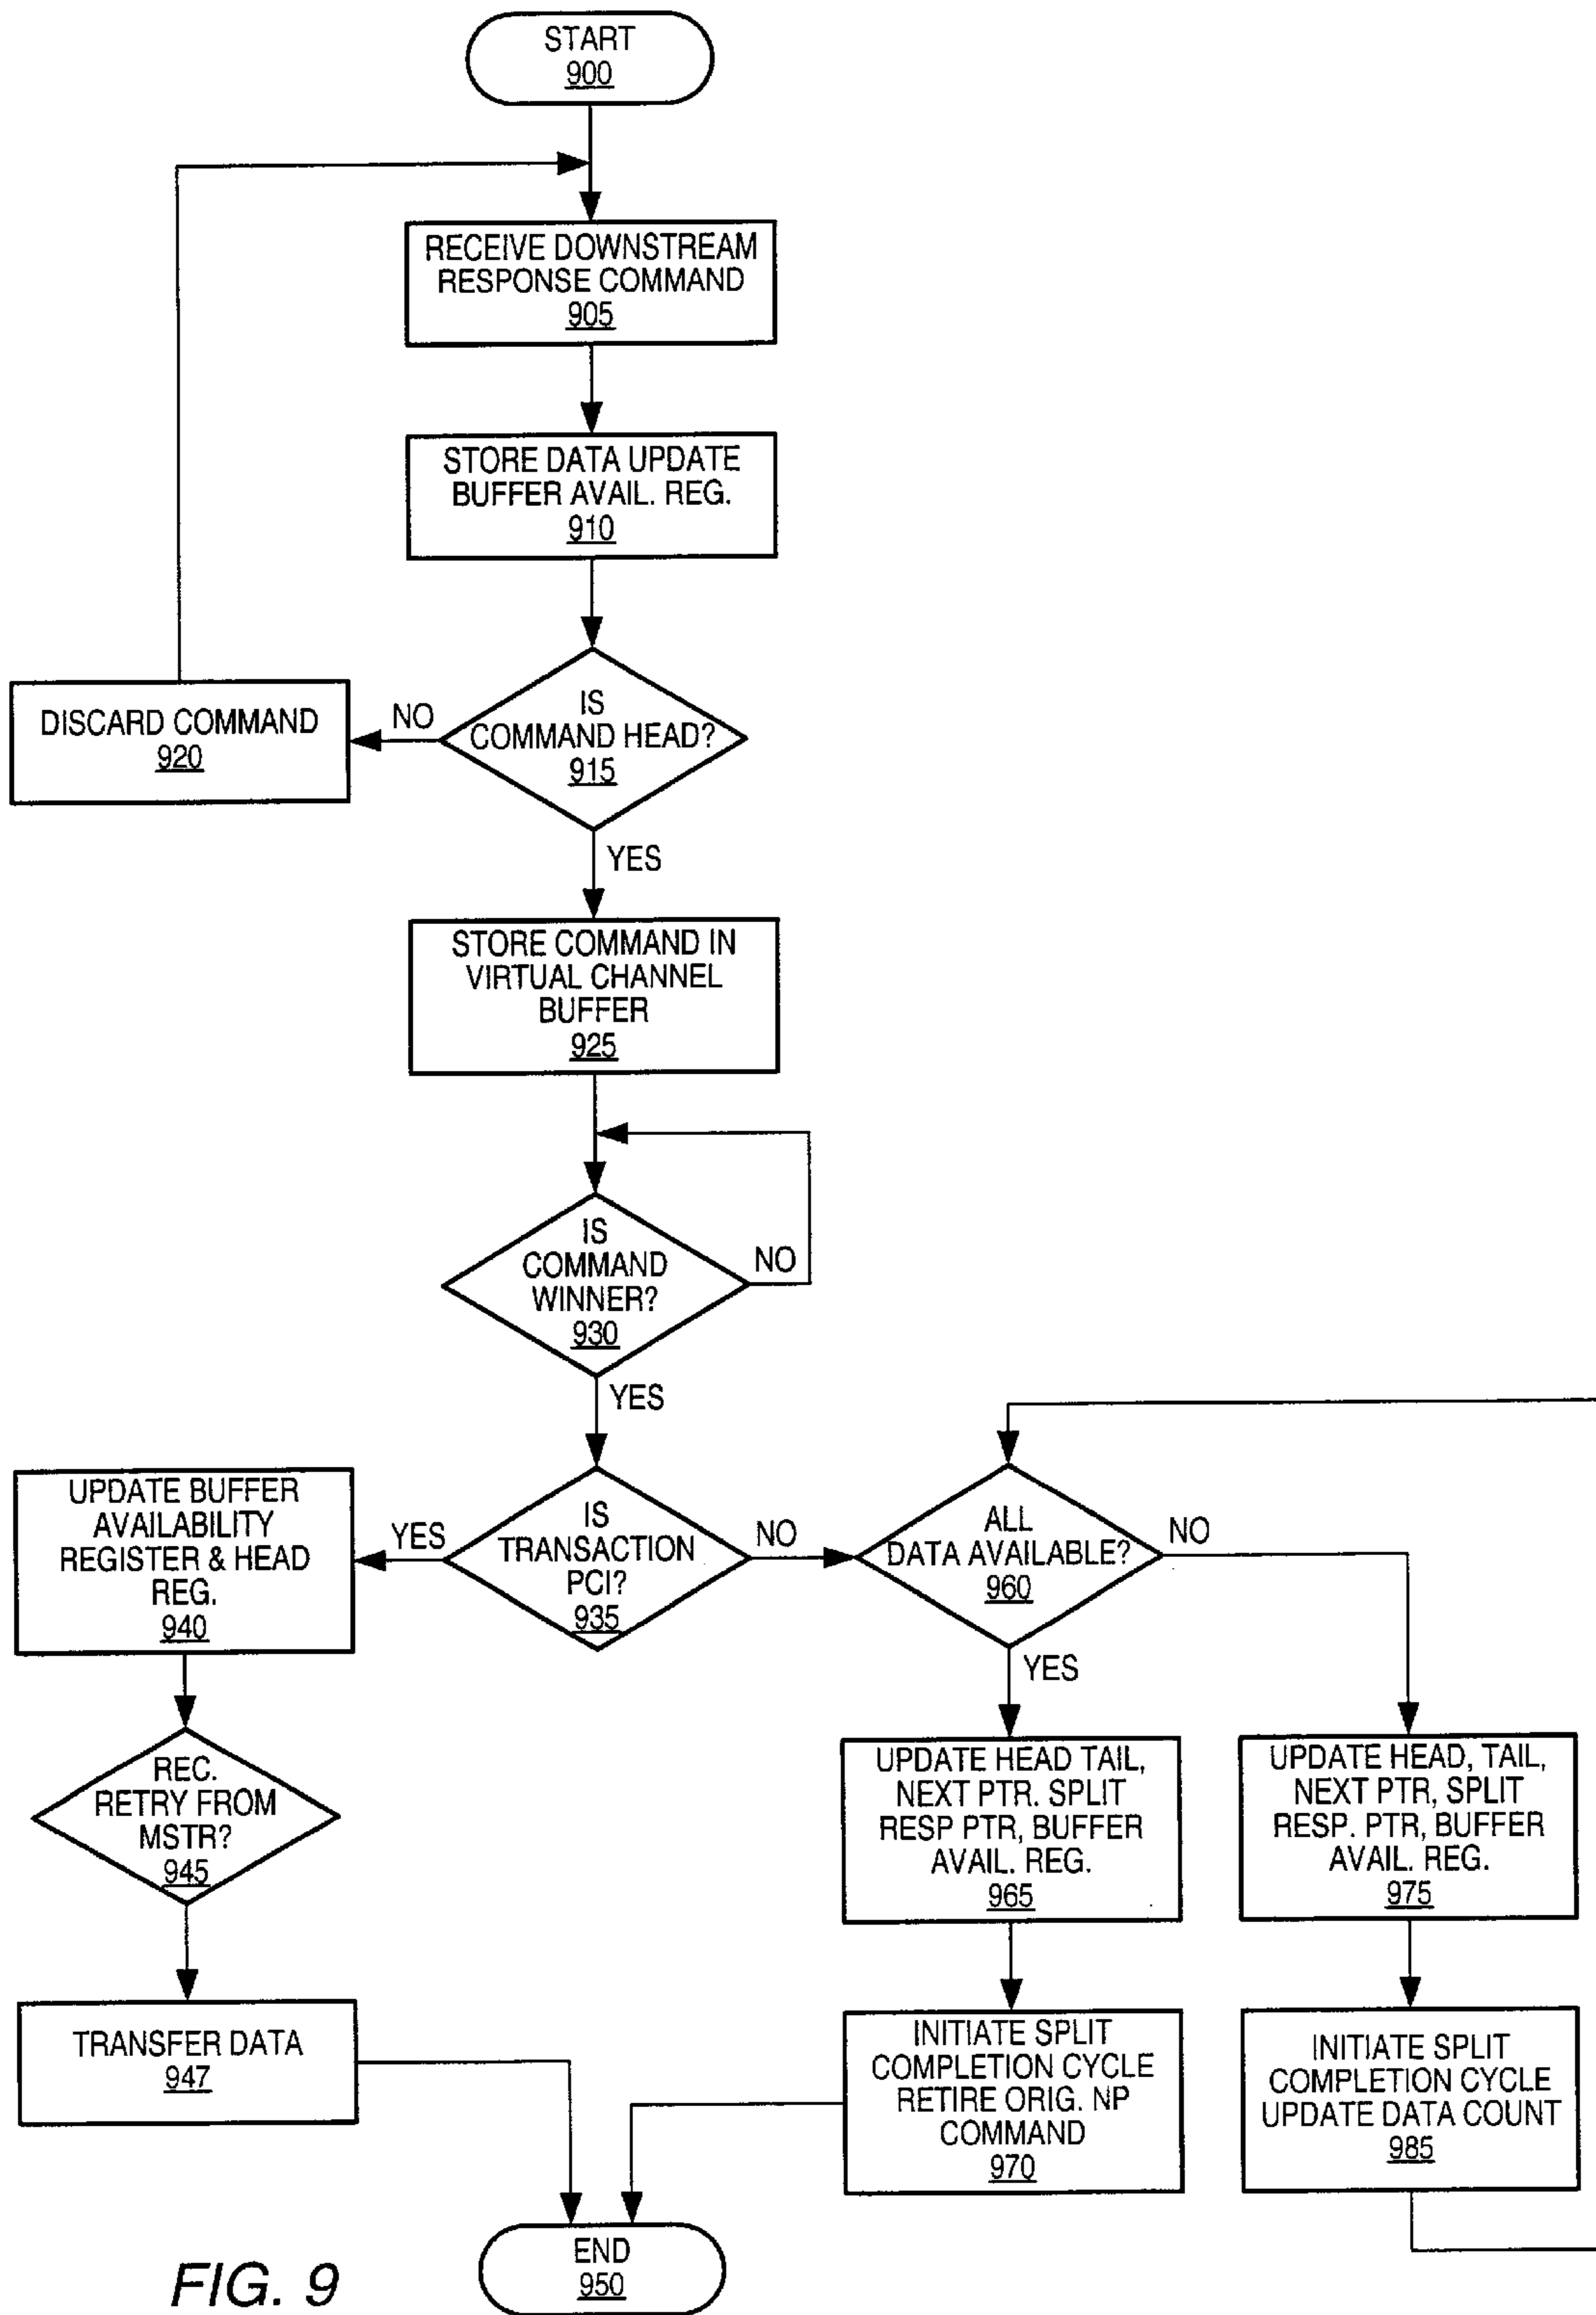 START
900
RECEIVE DOWNSTREAM
RESPONSE COMMAND
905
STORE DATA UPDATE
BUFFER AVAIL. REG.
910
IS
COMMAND HEAD?
915
NO
DISCARD COMMAND
920
YES
STORE COMMAND IN
VIRTUAL CHANNEL
BUFFER
925
IS
COMMAND
WINNER?
930
NO
YES
IS
TRANSACTION
PCI?
935
YES
NO
UPDATE BUFFER
AVAILABILITY
REGISTER & HEAD
REG.
940
REC.
RETRY FROM
MSTR?
945
TRANSFER DATA
947
ALL
DATA AVAILABLE?
960
NO
YES
UPDATE HEAD TAIL,
NEXT PTR. SPLIT
RESP PTR, BUFFER
AVAIL. REG.
965
INITIATE SPLIT
COMPLETION CYCLE
RETIRE ORIG. NP
COMMAND
970
UPDATE HEAD, TAIL,
NEXT PTR, SPLIT
RESP. PTR, BUFFER
AVAIL. REG.
975
INITIATE SPLIT
COMPLETION CYCLE
UPDATE DATA COUNT
985
END
950
FIG. 9